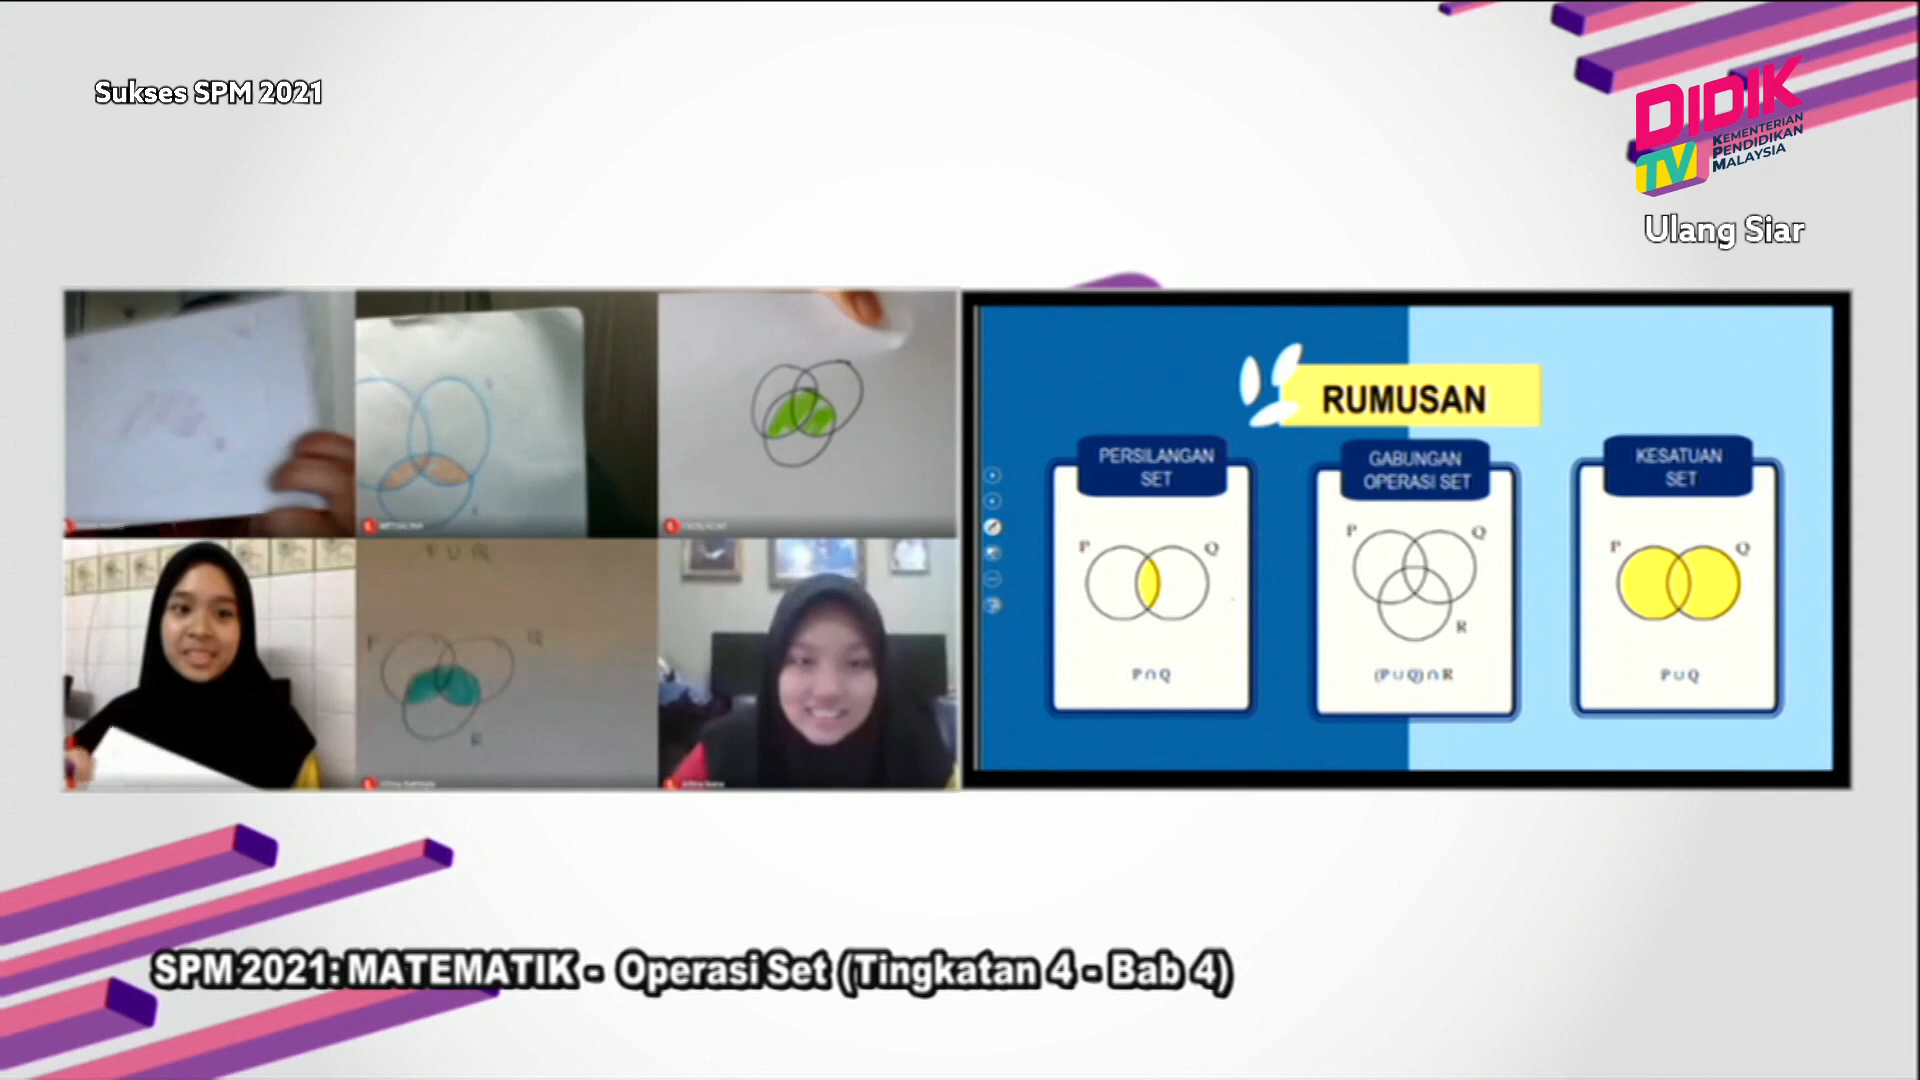 Sukses SPM 2021
DIDIK
TV
KEMENTERIAN
PENDIDIKAN
MALAYSIA
Ulang Siar
P U Q
P
Q
R
RUMUSAN
PERSILANGAN
SET
P
Q
P ∩ Q
GABUNGAN
OPERASI SET
P
Q
R
(P ∪ Q) ∩ R
KESATUAN
SET
P
Q
P ∪ Q
SPM 2021: MATEMATIK - Operasi Set (Tingkatan 4 - Bab 4)